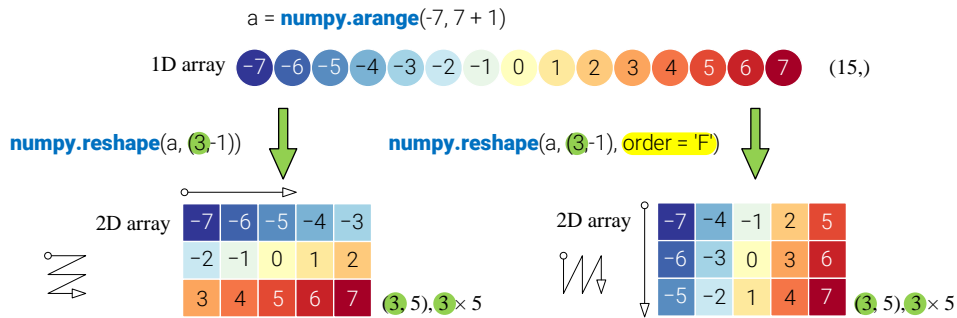 a = numpy.arange(-7, 7 + 1)
1D array −7 −6 −5 −4 −3 −2 −1 0 1 2 3 4 5 6 7 (15,)
numpy.reshape(a, (3,-1))
numpy.reshape(a, (3,-1), order = 'F')
2D array −7 −6 −5 −4 −3
−2 −1 0 1 2
3 4 5 6 7 (3, 5), 3 × 5
2D array −7 −4 −1 2 5
−6 −3 0 3 6
−5 −2 1 4 7 (3, 5), 3 × 5